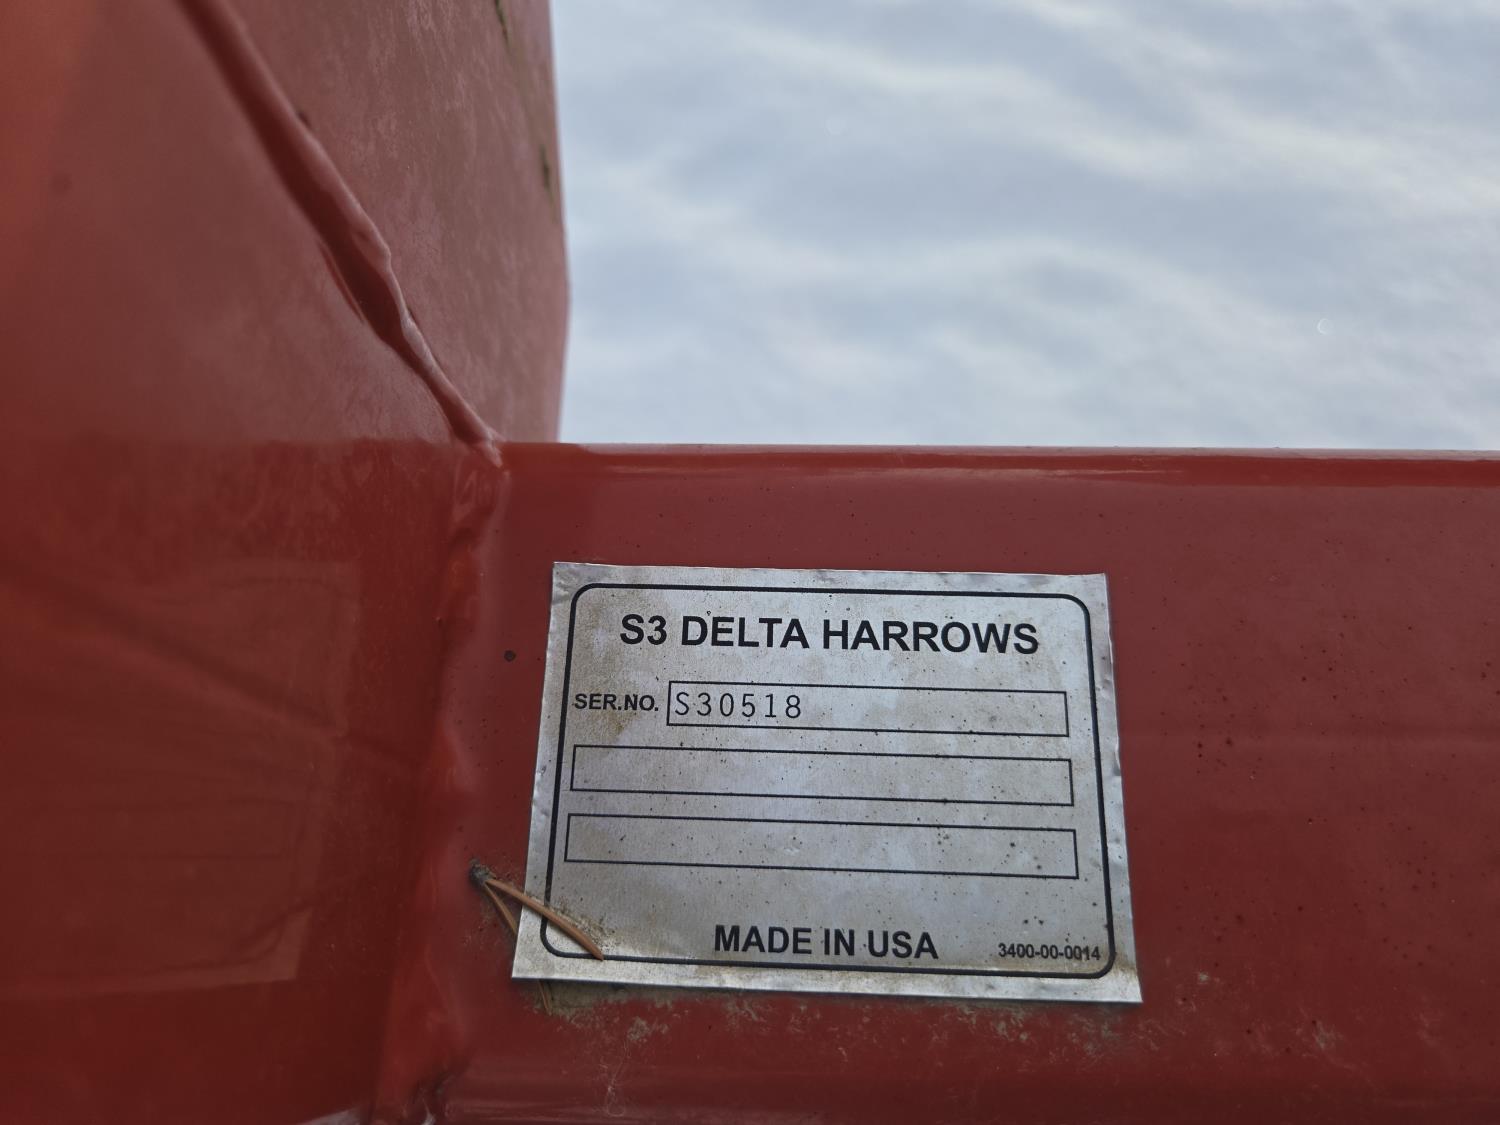 S3 DELTA HARROWS
SER.NO. S30518
MADE IN USA
3400-00-0014